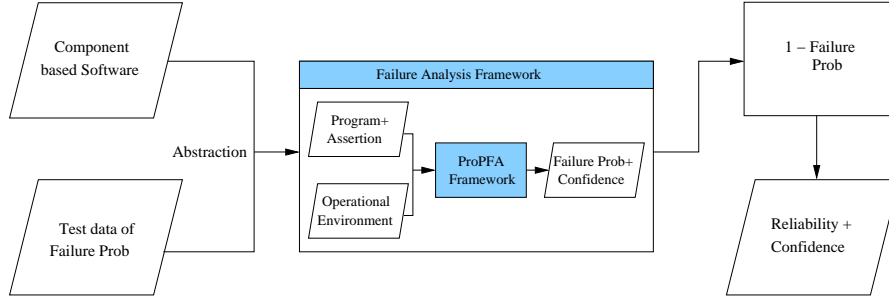 Component
based Software
Test data of
Failure Prob
Abstraction
Failure Analysis Framework
Program+
Assertion
Operational
Environment
ProPFA
Framework
Failure Prob+
Confidence
1 – Failure
Prob
Reliability +
Confidence